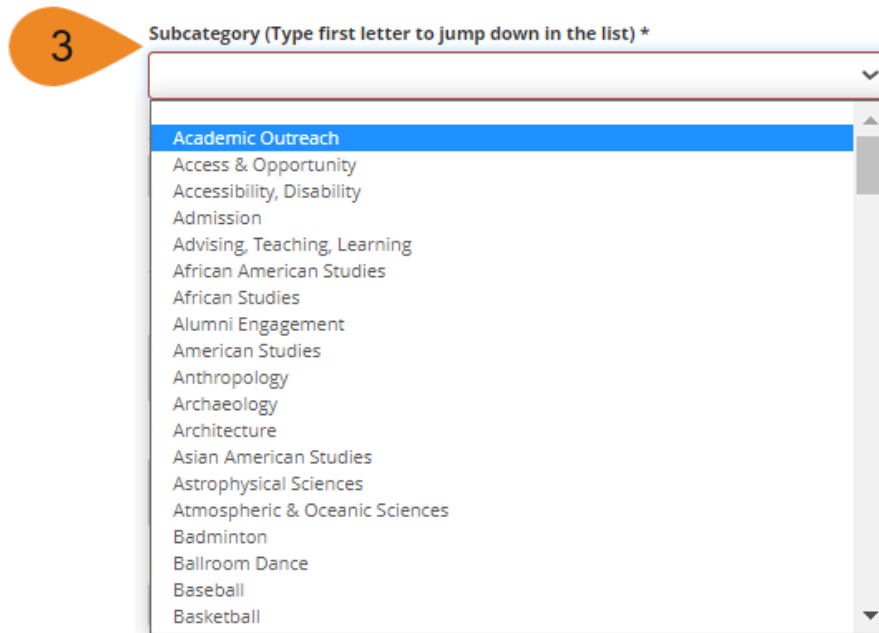 3
Subcategory (Type first letter to jump down in the list) *
Academic Outreach
Access & Opportunity
Accessibility, Disability
Admission
Advising, Teaching, Learning
African American Studies
African Studies
Alumni Engagement
American Studies
Anthropology
Archaeology
Architecture
Asian American Studies
Astrophysical Sciences
Atmospheric & Oceanic Sciences
Badminton
Ballroom Dance
Baseball
Basketball